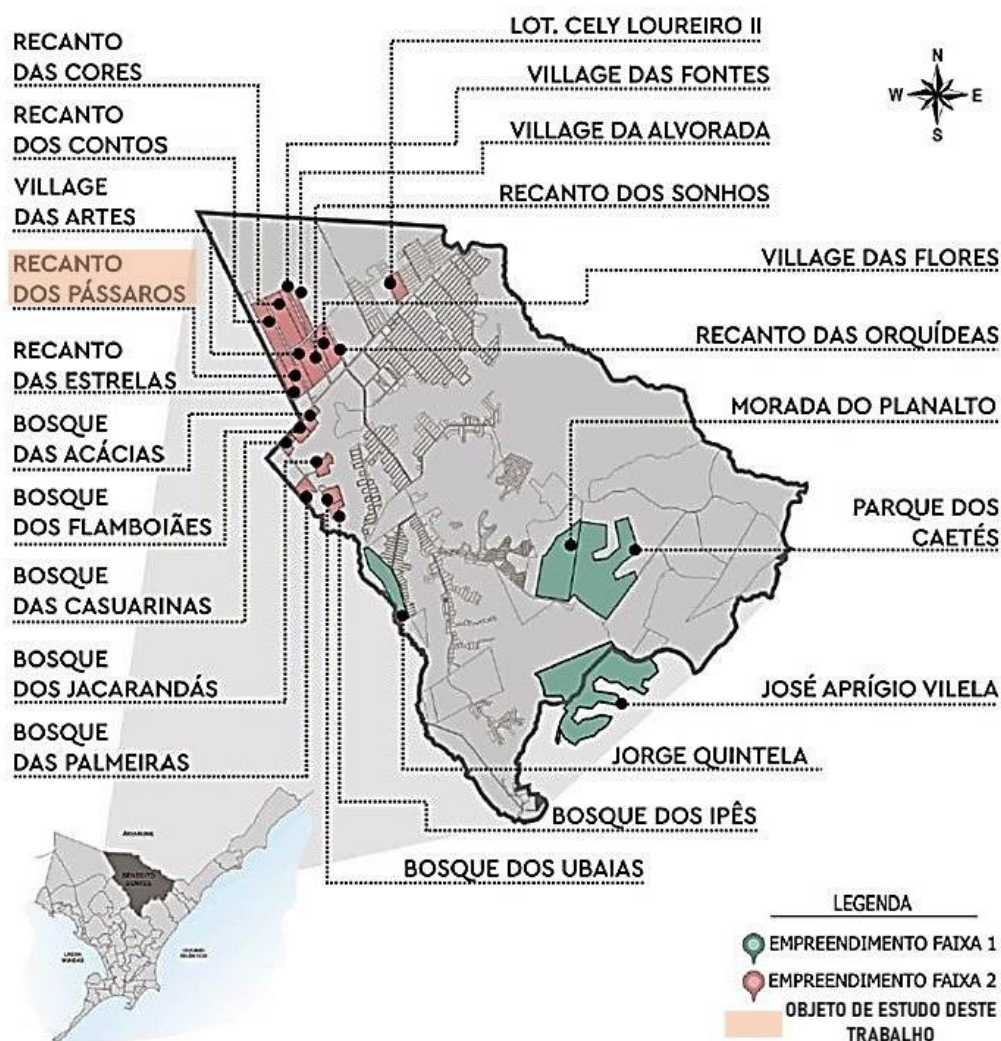 RECANTO
DAS CORES
RECANTO
DOS CONTOS
VILLAGE
DAS ARTES
RECANTO
DOS PÁSSAROS
RECANTO
DAS ESTRELAS
BOSQUE
DAS ACÁCIAS
BOSQUE
DOS FLAMBOIÃES
BOSQUE
DAS CASUARINAS
BOSQUE
DOS JACARANDÁS
BOSQUE
DAS PALMEIRAS
LOT. CELY LOUREIRO II
VILLAGE DAS FONTES
VILLAGE DA ALVORADA
RECANTO DOS SONHOS
VILLAGE DAS FLORES
RECANTO DAS ORQUÍDEAS
MORADA DO PLANALTO
PARQUE DOS
CAETÉS
JOSÉ APRÍGIO VILELA
JORGE QUINTELA
BOSQUE DOS IPÊS
BOSQUE DOS UBAIAS
N
W
E
S
BENEDITO
LEGENDA
EMPREENDIMENTO FAIXA 1
EMPREENDIMENTO FAIXA 2
OBJETO DE ESTUDO DESTE
TRABALHO